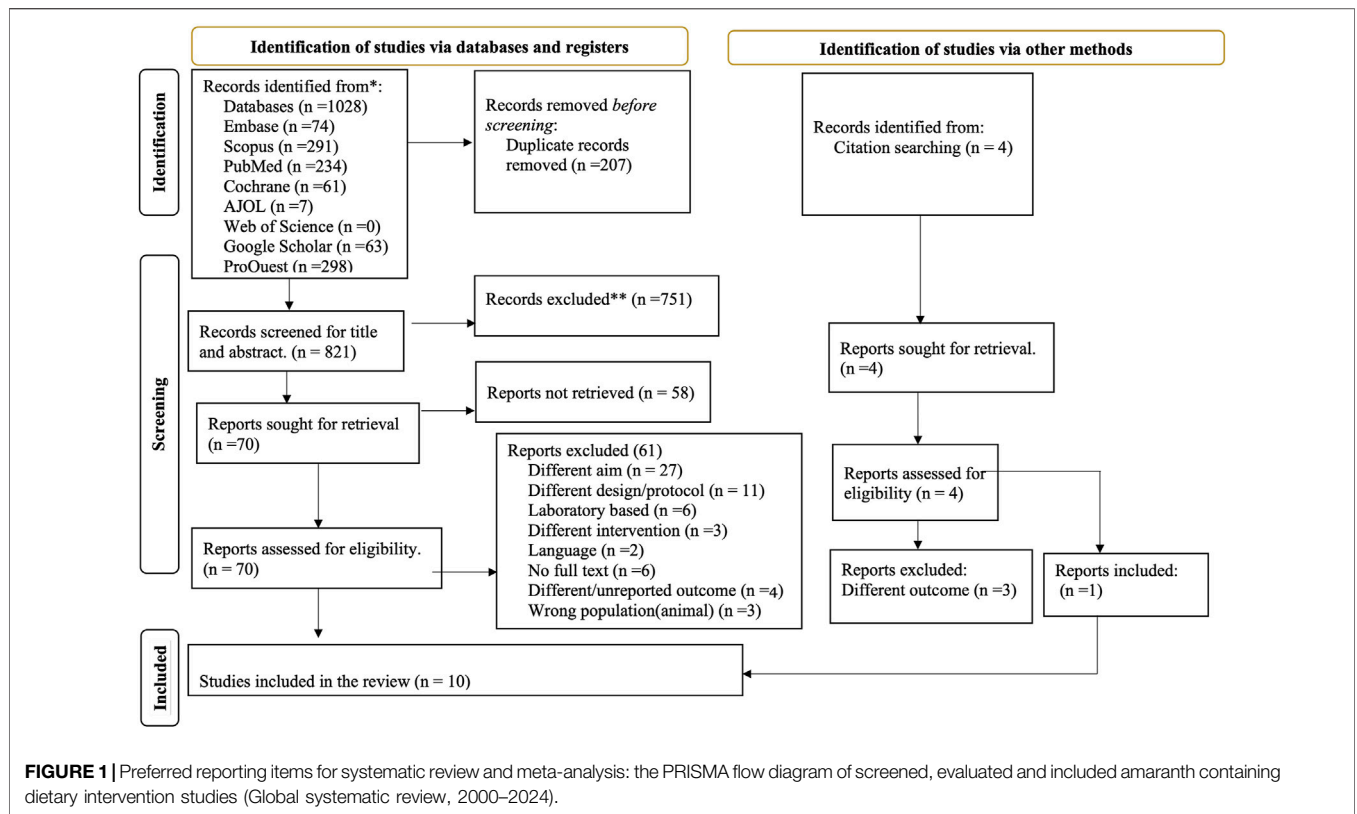 Identification of studies via databases and registers
Identification of studies via other methods
Identification
Records identified from*:
Databases (n =1028)
Embase (n =74)
Scopus (n =291)
PubMed (n =234)
Cochrane (n =61)
AJOL (n =7)
Web of Science (n =0)
Google Scholar (n =63)
ProQuest (n =298)
Records removed before
screening:
Duplicate records
removed (n =207)
Records identified from:
Citation searching (n = 4)
Screening
Records screened for title
and abstract. (n = 821)
Records excluded** (n =751)
Reports sought for retrieval
(n =70)
Reports not retrieved (n = 58)
Reports sought for retrieval.
(n =4)
Reports assessed for eligibility.
(n = 70)
Reports excluded (61)
Different aim (n = 27)
Different design/protocol (n = 11)
Laboratory based (n =6)
Different intervention (n =3)
Language (n =2)
No full text (n =6)
Different/unreported outcome (n =4)
Wrong population(animal) (n =3)
Reports assessed for
eligibility (n = 4)
Reports excluded:
Different outcome (n =3)
Reports included:
(n =1)
Included
Studies included in the review (n = 10)
FIGURE 1 | Preferred reporting items for systematic review and meta-analysis: the PRISMA flow diagram of screened, evaluated and included amaranth containing
dietary intervention studies (Global systematic review, 2000–2024).